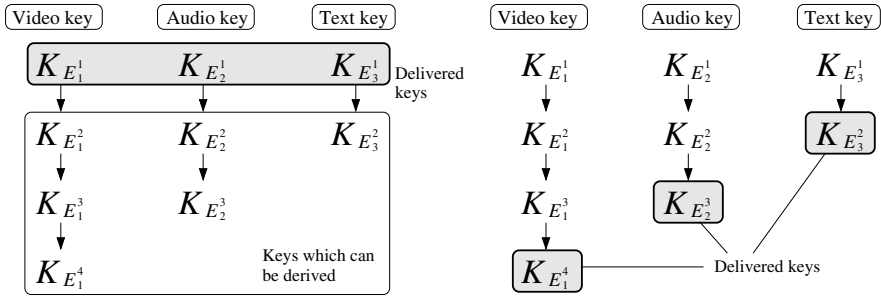 Video key Audio key Text key
K_{E_1^1} K_{E_2^1} K_{E_3^1}
Delivered
keys
K_{E_1^2} K_{E_2^2} K_{E_3^2}
K_{E_1^3} K_{E_2^3}
K_{E_1^4}
Keys which can
be derived
Video key Audio key Text key
K_{E_1^1} K_{E_2^1} K_{E_3^1}
K_{E_1^2} K_{E_2^2} K_{E_3^2}
K_{E_1^3} K_{E_2^3}
K_{E_1^4}
Delivered keys